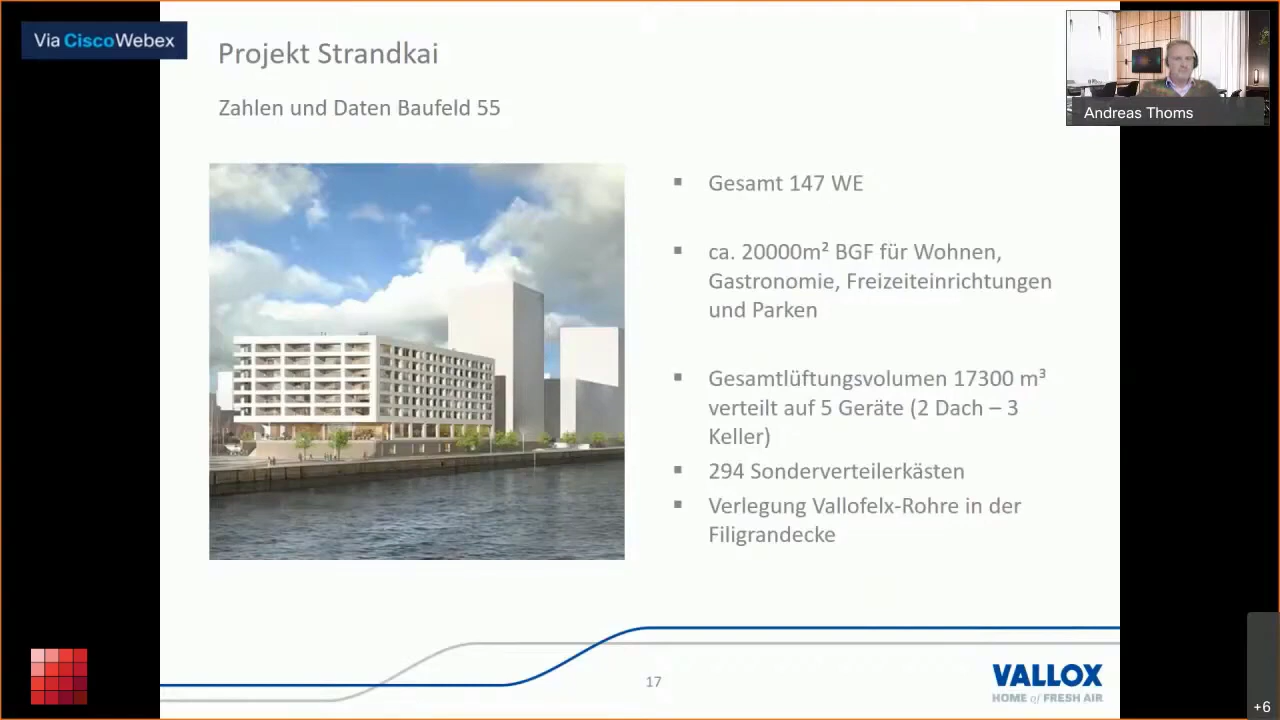 Via Cisco Webex
Projekt Strandkai
Zahlen und Daten Baufeld 55
Andreas Thoms
▪ Gesamt 147 WE
▪ ca. 20000m² BGF für Wohnen,
Gastronomie, Freizeiteinrichtungen
und Parken
▪ Gesamtlüftungsvolumen 17300 m³
verteilt auf 5 Geräte (2 Dach – 3
Keller)
▪ 294 Sonderverteilerkästen
▪ Verlegung Vallofelx-Rohre in der
Filigrandecke
17
VALLOX
HOME of FRESH AIR
+6